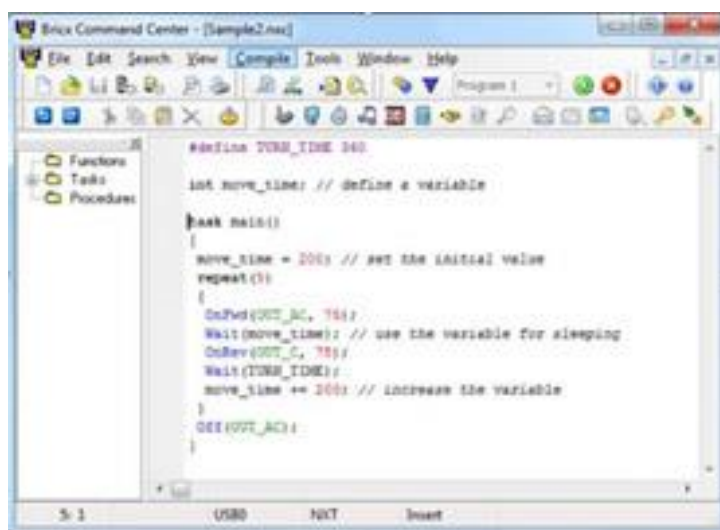 Bricx Command Center - [Sample2.nxc]
File Edit Search View Compile Tools Window Help
Program 1
Functions
Tasks
Procedures
#define TURN_TIME 360
int move_time; // define a variable
task main()
{
move_time = 200; // set the initial value
repeat(5)
{
OnFwd(OUT_AC, 75);
Wait(move_time); // use the variable for sleeping
OnRev(OUT_C, 75);
Wait(TURN_TIME);
move_time += 200; // increase the variable
}
Off(OUT_AC);
}
5: 1 USB0 NXT Insert